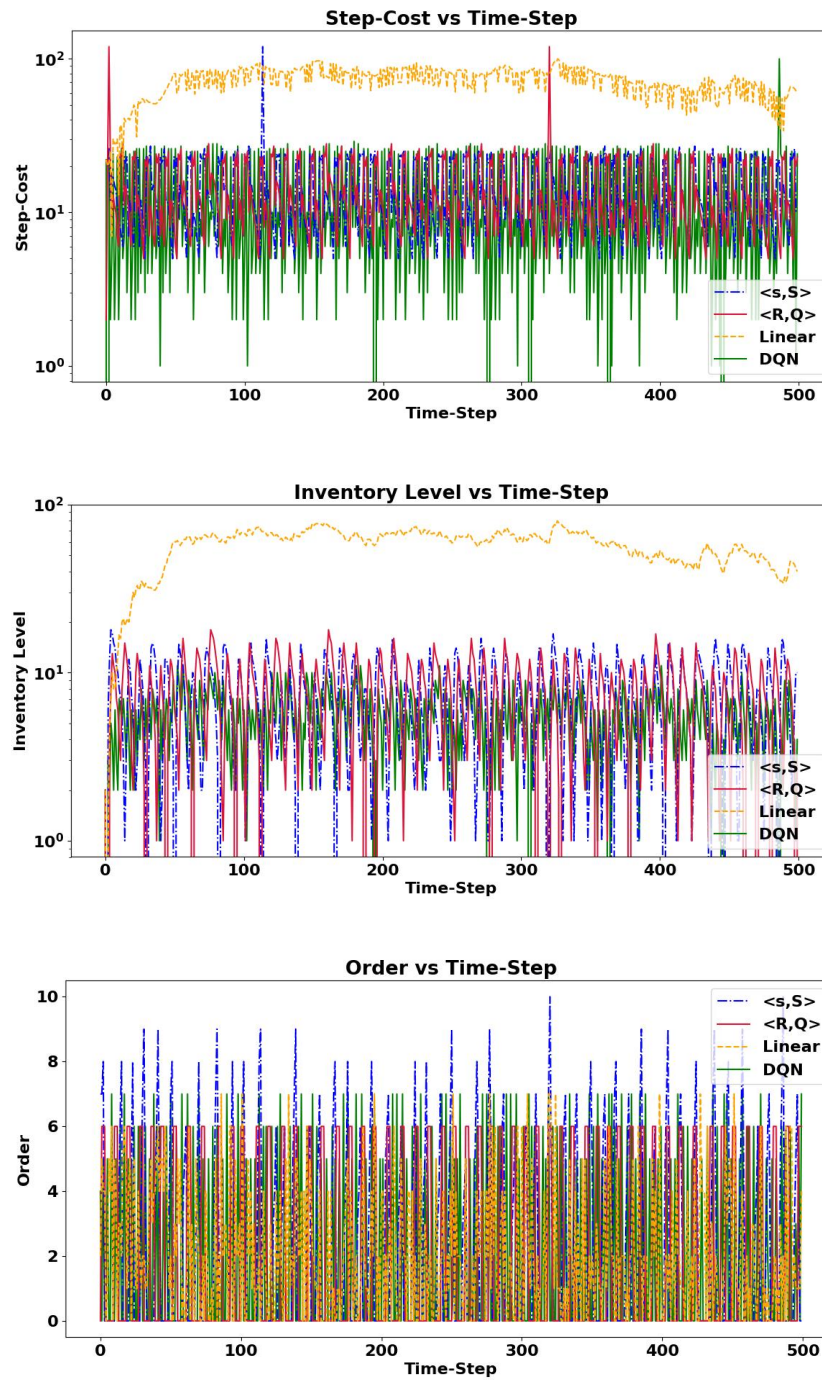 Step-Cost vs Time-Step
10²
10¹
10⁰
Step-Cost
0 100 200 300 400 500
Time-Step
<s,S>
<R,Q>
Linear
DQN
Inventory Level vs Time-Step
10²
10¹
10⁰
Inventory Level
0 100 200 300 400 500
Time-Step
<s,S>
<R,Q>
Linear
DQN
Order vs Time-Step
10
8
6
4
2
0
Order
0 100 200 300 400 500
Time-Step
<s,S>
<R,Q>
Linear
DQN